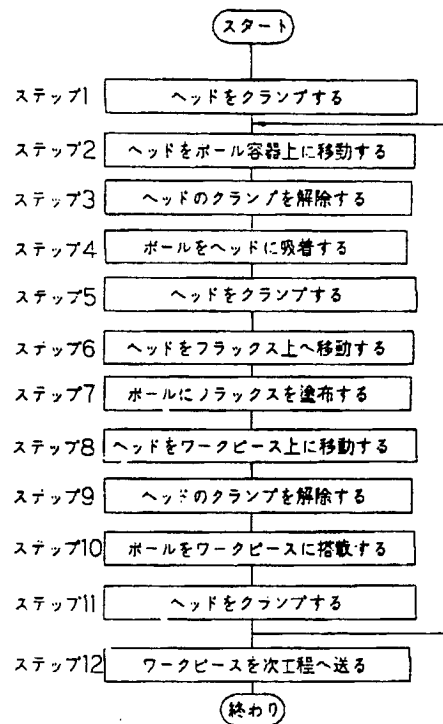 スタート
ステップ1 ヘッドをクランプする
ステップ2 ヘッドをボール容器上に移動する
ステップ3 ヘッドのクランプを解除する
ステップ4 ボールをヘッドに吸着する
ステップ5 ヘッドをクランプする
ステップ6 ヘッドをフラックス上へ移動する
ステップ7 ボールにフラックスを塗布する
ステップ8 ヘッドをワークピース上に移動する
ステップ9 ヘッドのクランプを解除する
ステップ10 ボールをワークピースに搭載する
ステップ11 ヘッドをクランプする
ステップ12 ワークピースを次工程へ送る
終わり